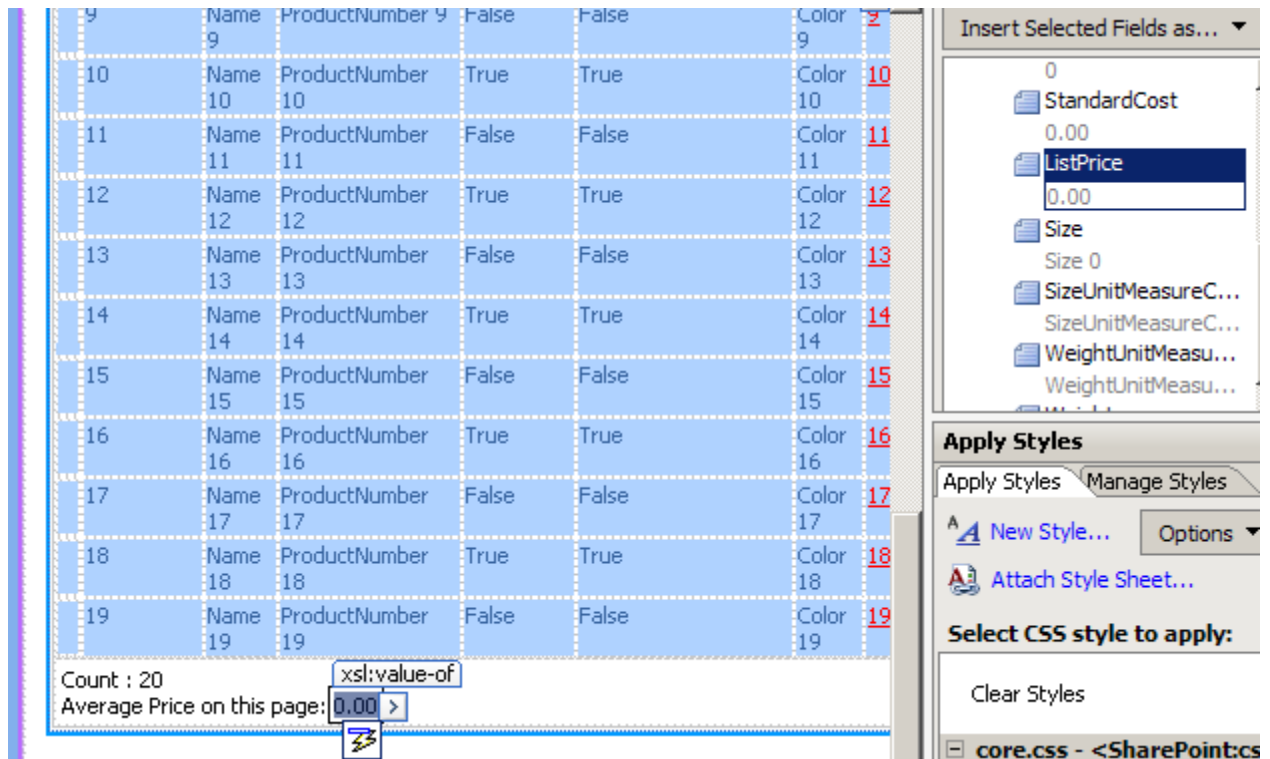 9 Name ProductNumber 9 False False Color 9
9 9
10 Name ProductNumber True True Color 10
10 10 10
11 Name ProductNumber False False Color 11
11 11 11
12 Name ProductNumber True True Color 12
12 12 12
13 Name ProductNumber False False Color 13
13 13 13
14 Name ProductNumber True True Color 14
14 14 14
15 Name ProductNumber False False Color 15
15 15 15
16 Name ProductNumber True True Color 16
16 16 16
17 Name ProductNumber False False Color 17
17 17 17
18 Name ProductNumber True True Color 18
18 18 18
19 Name ProductNumber False False Color 19
19 19 19
Count : 20
xsl:value-of
Average Price on this page: 0.00 >
Insert Selected Fields as...
0
StandardCost
0.00
ListPrice
0.00
Size
Size 0
SizeUnitMeasureC...
SizeUnitMeasureC...
WeightUnitMeasu...
WeightUnitMeasu...
Apply Styles
Apply Styles Manage Styles
New Style... Options
Attach Style Sheet...
Select CSS style to apply:
Clear Styles
core.css - <SharePoint:cs